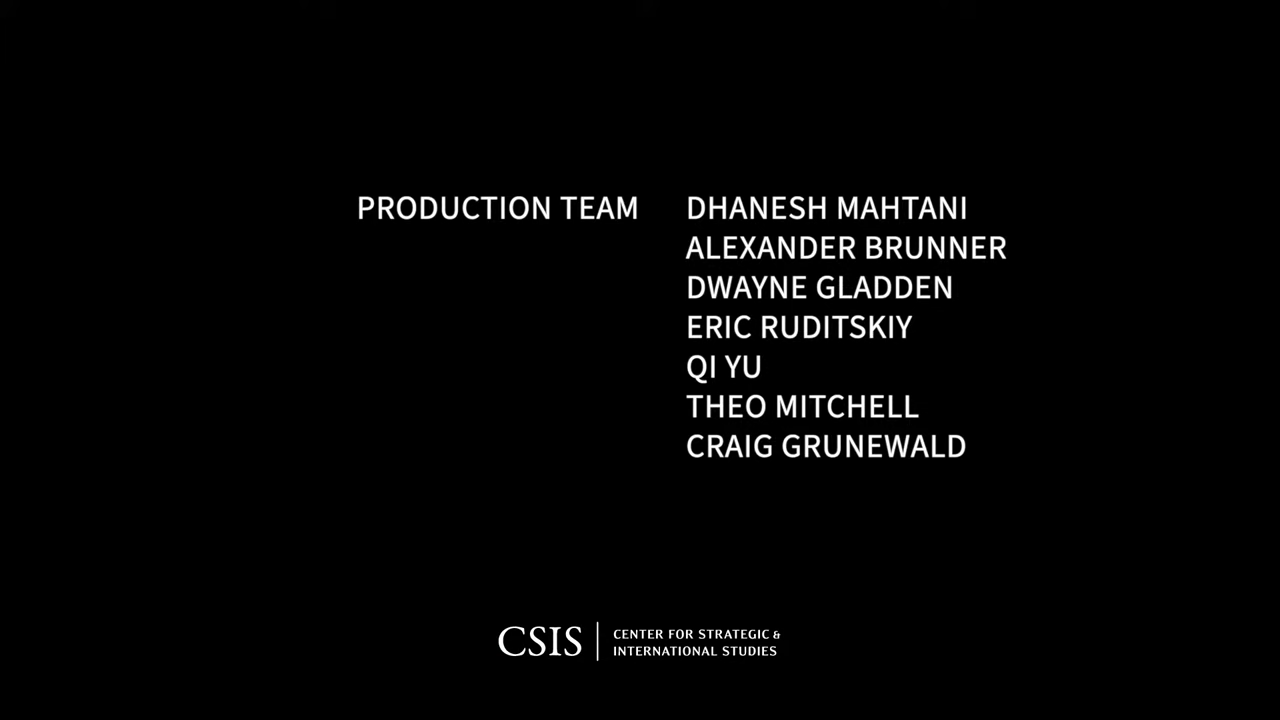 PRODUCTION TEAM DHANESH MAHTANI
ALEXANDER BRUNNER
DWAYNE GLADDEN
ERIC RUDITSKIY
QI YU
THEO MITCHELL
CRAIG GRUNEWALD
CSIS CENTER FOR STRATEGIC &
INTERNATIONAL STUDIES